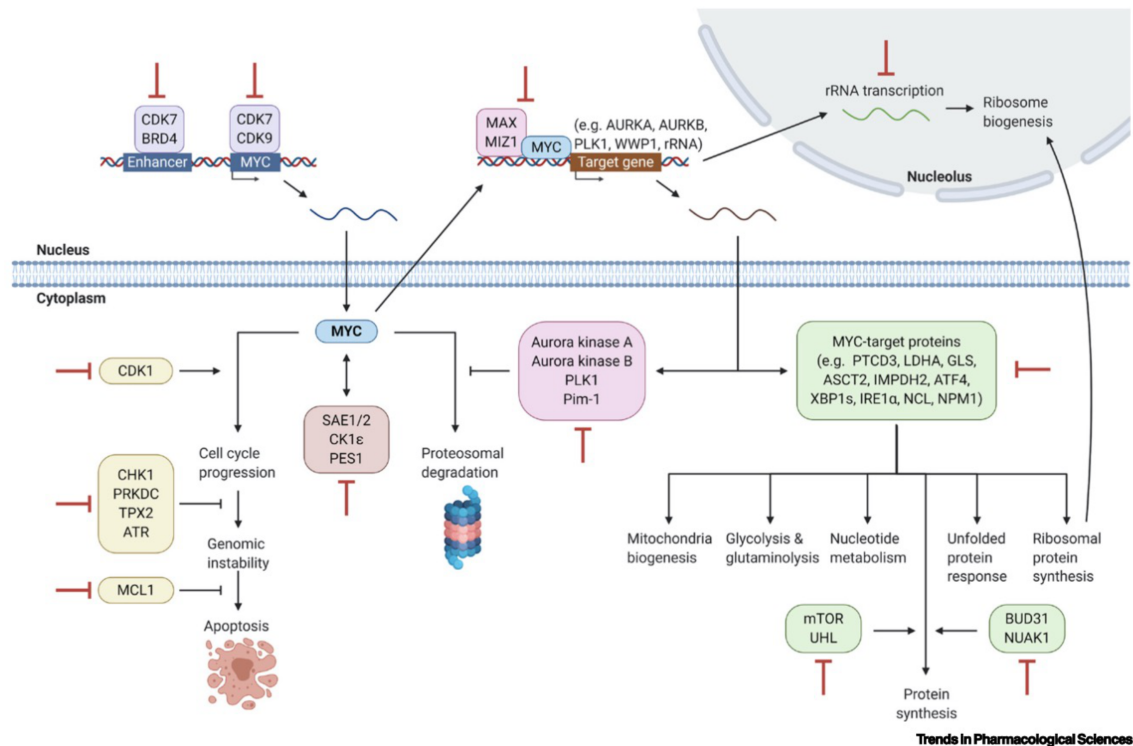 CDK7
BRD4
Enhancer
CDK7
CDK9
MYC
MAX
MIZ1
MYC
(e.g. AURKA, AURKB,
PLK1, WWP1, rRNA)
Target gene
rRNA transcription
Ribosome
biogenesis
Nucleolus
Nucleus
Cytoplasm
MYC
CDK1
Cell cycle
progression
CHK1
PRKDC
TPX2
ATR
Genomic
instability
MCL1
Apoptosis
SAE1/2
CK1ε
PES1
Proteosomal
degradation
Aurora kinase A
Aurora kinase B
PLK1
Pim-1
MYC-target proteins
(e.g. PTCD3, LDHA, GLS,
ASCT2, IMPDH2, ATF4,
XBP1s, IRE1α, NCL, NPM1)
Mitochondria
biogenesis
Glycolysis &
glutaminolysis
Nucleotide
metabolism
Unfolded
protein
response
Ribosomal
protein
synthesis
mTOR
UHL
BUD31
NUAK1
Protein
synthesis
Trends in Pharmacological Sciences